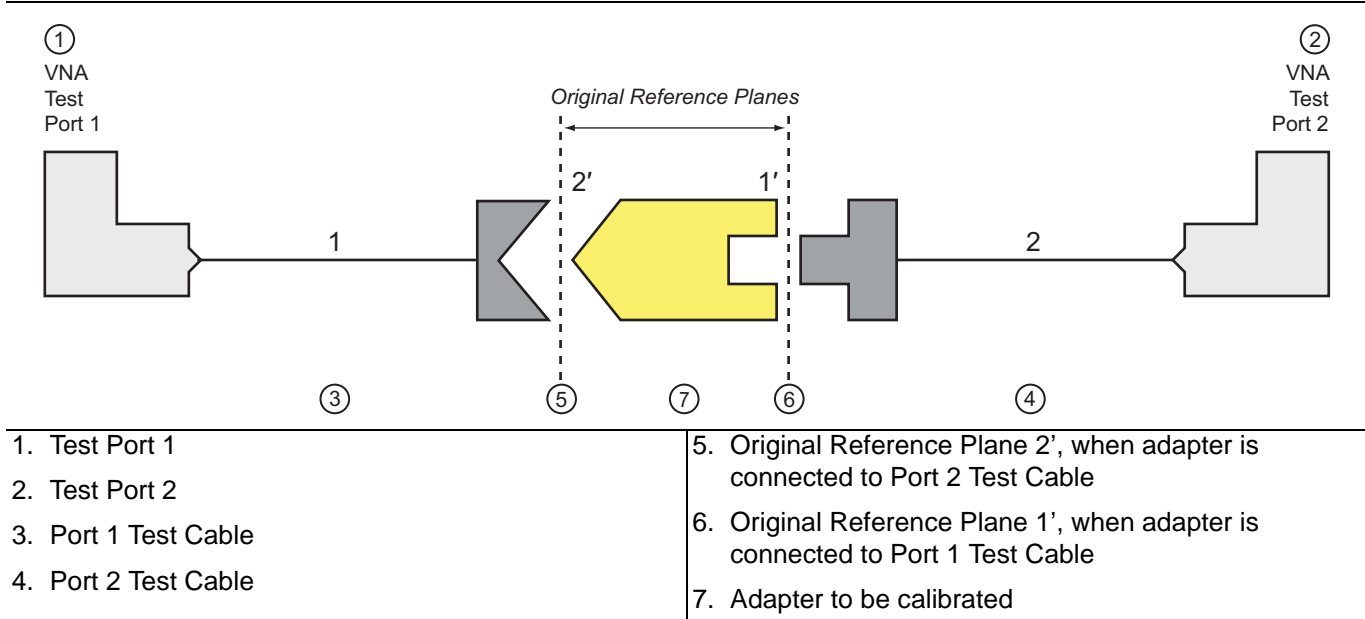 ①
VNA
Test
Port 1
②
VNA
Test
Port 2
Original Reference Planes
2′
1′
1
2
③
⑤
⑦
⑥
④
1. Test Port 1
2. Test Port 2
3. Port 1 Test Cable
4. Port 2 Test Cable
5. Original Reference Plane 2’, when adapter is
connected to Port 2 Test Cable
6. Original Reference Plane 1’, when adapter is
connected to Port 1 Test Cable
7. Adapter to be calibrated